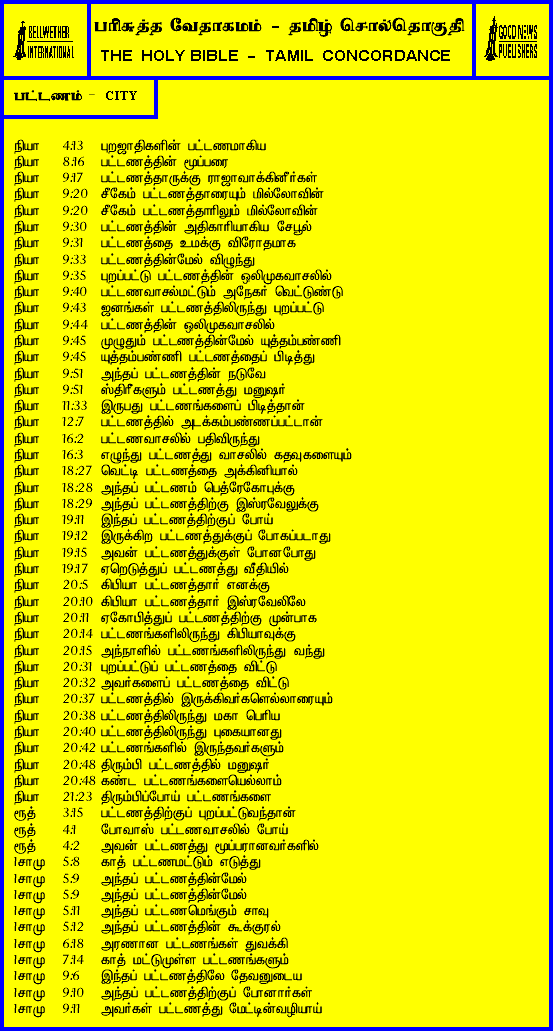 BELLWETHER INTERNATIONAL
பரிசுத்த வேதாகமம் - தமிழ் சொல்தொகுதி
THE HOLY BIBLE - TAMIL CONCORDANCE
GOOD NEWS PUBLISHERS
பட்டணம் - CITY
நியா 4:13 புறஜாதிகளின் பட்டணமாகிய
நியா 8:16 பட்டணத்தின் மூப்பரை
நியா 9:17 பட்டணத்தாருக்கு ராஜாவாக்கினீர்கள்
நியா 9:20 சீகேம் பட்டணத்தாரையும் மில்லோவின்
நியா 9:20 சீகேம் பட்டணத்தாரிலும் மில்லோவின்
நியா 9:30 பட்டணத்தின் அதிகாரியாகிய சேபூல்
நியா 9:31 பட்டணத்தை உமக்கு விரோதமாக
நியா 9:33 பட்டணத்தின்மேல் விழுந்து
நியா 9:35 புறப்பட்டு பட்டணத்தின் ஒலிமுகவாசலில்
நியா 9:40 பட்டணவாசல்மட்டும் அநேகர் வெட்டுண்டு
நியா 9:43 ஜனங்கள் பட்டணத்திலிருந்து புறப்பட்டு
நியா 9:44 பட்டணத்தின் ஒலிமுகவாசலில்
நியா 9:45 முழுதும் பட்டணத்தின்மேல் யுத்தம்பண்ணி
நியா 9:45 யுத்தம்பண்ணி பட்டணத்தைப் பிடித்து
நியா 9:51 அந்தப் பட்டணத்தின் நடுவே
நியா 9:51 ஸ்திரீகளும் பட்டணத்து மனுஷர்
நியா 11:33 இருபது பட்டணங்களைப் பிடித்தான்
நியா 12:7 பட்டணத்தில் அடக்கம்பண்ணப்பட்டான்
நியா 16:2 பட்டணவாசலில் பதிவிருந்து
நியா 16:3 எழுந்து பட்டணத்து வாசலில் கதவுகளையும்
நியா 18:27 வெட்டி பட்டணத்தை அக்கினியால்
நியா 18:28 அந்தப் பட்டணம் பெத்ரேகோபுக்கு
நியா 18:29 அந்தப் பட்டணத்திற்கு இஸ்ரவேலுக்கு
நியா 19:11 இந்தப் பட்டணத்திற்குப் போய்
நியா 19:12 இருக்கிற பட்டணத்துக்குப் போகப்படாது
நியா 19:15 அவன் பட்டணத்துக்குள் போனபோது
நியா 19:17 ஏறெடுத்துப் பட்டணத்து வீதியில்
நியா 20:5 கிபியா பட்டணத்தார் எனக்கு
நியா 20:10 கிபியா பட்டணத்தார் இஸ்ரவேலிலே
நியா 20:11 ஏகோபித்துப் பட்டணத்திற்கு முன்பாக
நியா 20:14 பட்டணங்களிலிருந்து கிபியாவுக்கு
நியா 20:15 அந்நாளில் பட்டணங்களிலிருந்து வந்து
நியா 20:31 புறப்பட்டுப் பட்டணத்தை விட்டு
நியா 20:32 அவர்களைப் பட்டணத்தை விட்டு
நியா 20:37 பட்டணத்தில் இருக்கிவர்களெல்லாரையும்
நியா 20:38 பட்டணத்திலிருந்து மகா பெரிய
நியா 20:40 பட்டணத்திலிருந்து புகையானது
நியா 20:42 பட்டணங்களில் இருந்தவர்களும்
நியா 20:48 திரும்பி பட்டணத்தில் மனுஷர்
நியா 20:48 கண்ட பட்டணங்களையெல்லாம்
நியா 21:23 திரும்பிப்போய் பட்டணங்களை
ரூத் 3:15 பட்டணத்திற்குப் புறப்பட்டுவந்தான்
ரூத் 4:1 போவாஸ் பட்டணவாசலில் போய்
ரூத் 4:2 அவன் பட்டணத்து மூப்பரானவர்களில்
1சாமு 5:8 காத் பட்டணமட்டும் எடுத்து
1சாமு 5:9 அந்தப் பட்டணத்தின்மேல்
1சாமு 5:9 அந்தப் பட்டணத்தின்மேல்
1சாமு 5:11 அந்தப் பட்டணமெங்கும் சாவு
1சாமு 5:12 அந்தப் பட்டணத்தின் கூக்குரல்
1சாமு 6:18 அரணான பட்டணங்கள் துவக்கி
1சாமு 7:14 காத் மட்டுமுள்ள பட்டணங்களும்
1சாமு 9:6 இந்தப் பட்டணத்திலே தேவனுடைய
1சாமு 9:10 அந்தப் பட்டணத்திற்குப் போனார்கள்
1சாமு 9:11 அவர்கள் பட்டணத்து மேட்டின்வழியாய்